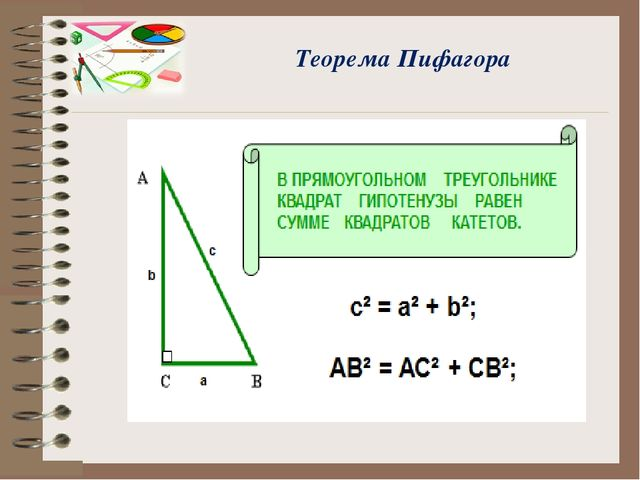 Теорема Пифагора
В ПРЯМОУГОЛЬНОМ ТРЕУГОЛЬНИКЕ
КВАДРАТ ГИПОТЕНУЗЫ РАВЕН
СУММЕ КВАДРАТОВ КАТЕТОВ.
A
c
b
C
a
B
c² = a² + b²;
AB² = AC² + CB²;